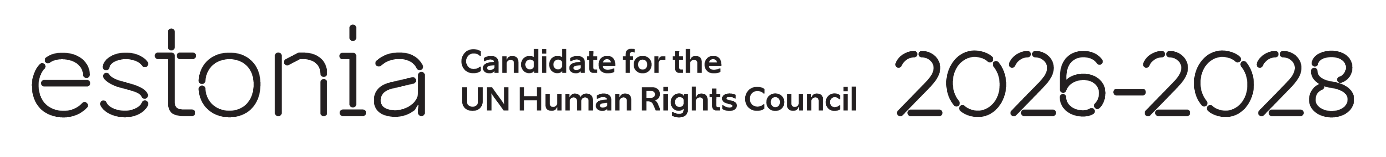 estonia
Candidate for the
UN Human Rights Council
2026-2028